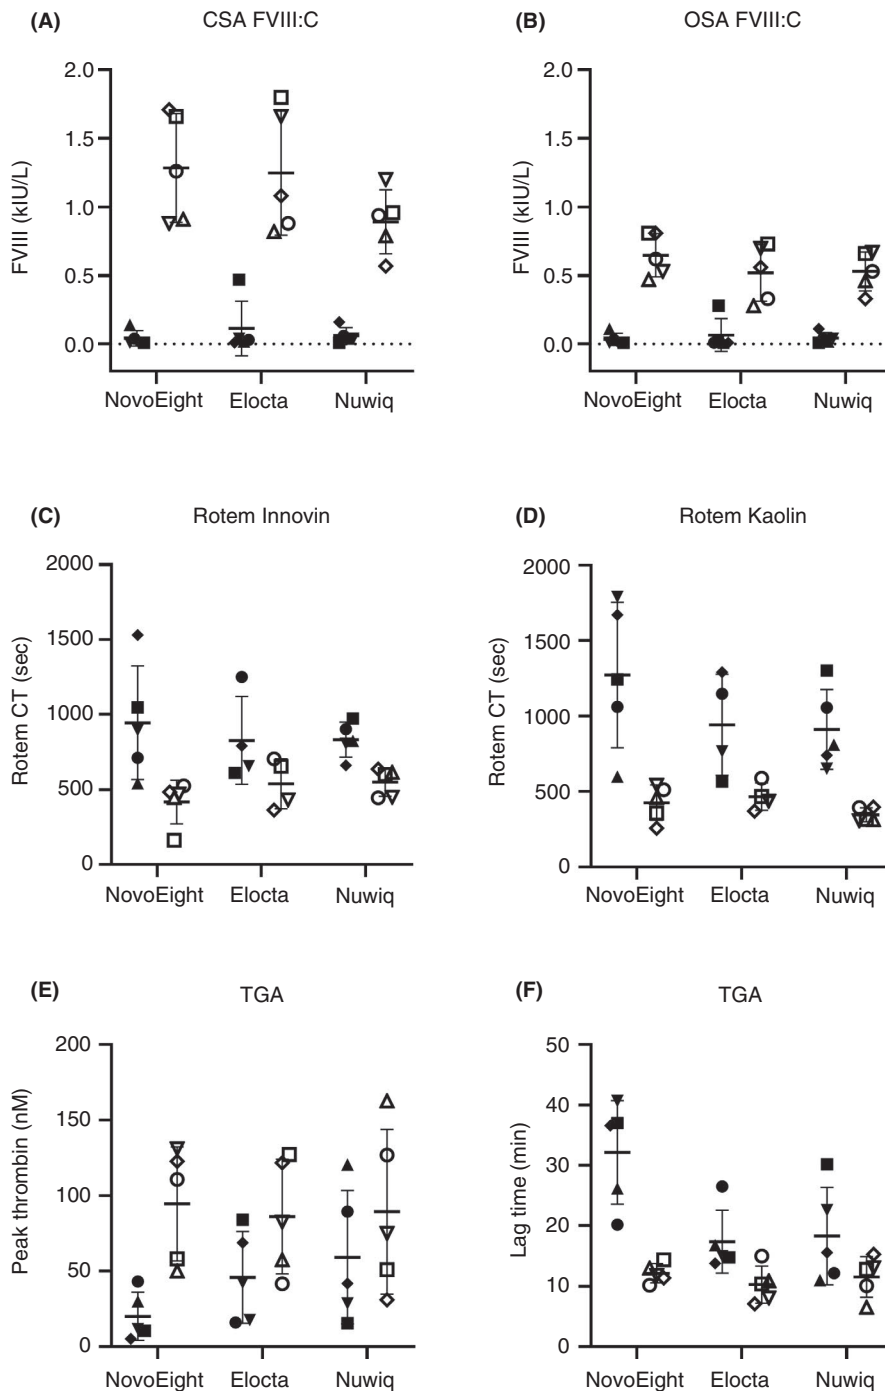 (A) CSA FVIII:C
FVIII (kIU/L)
2.0
1.5
1.0
0.5
0.0
NovoEight Elocta Nuwiq
(B) OSA FVIII:C
FVIII (kIU/L)
2.0
1.5
1.0
0.5
0.0
NovoEight Elocta Nuwiq
(C) Rotem Innovin
Rotem CT (sec)
2000
1500
1000
500
0
NovoEight Elocta Nuwiq
(D) Rotem Kaolin
Rotem CT (sec)
2000
1500
1000
500
0
NovoEight Elocta Nuwiq
(E) TGA
Peak thrombin (nM)
200
150
100
50
0
NovoEight Elocta Nuwiq
(F) TGA
Lag time (min)
50
40
30
20
10
0
NovoEight Elocta Nuwiq